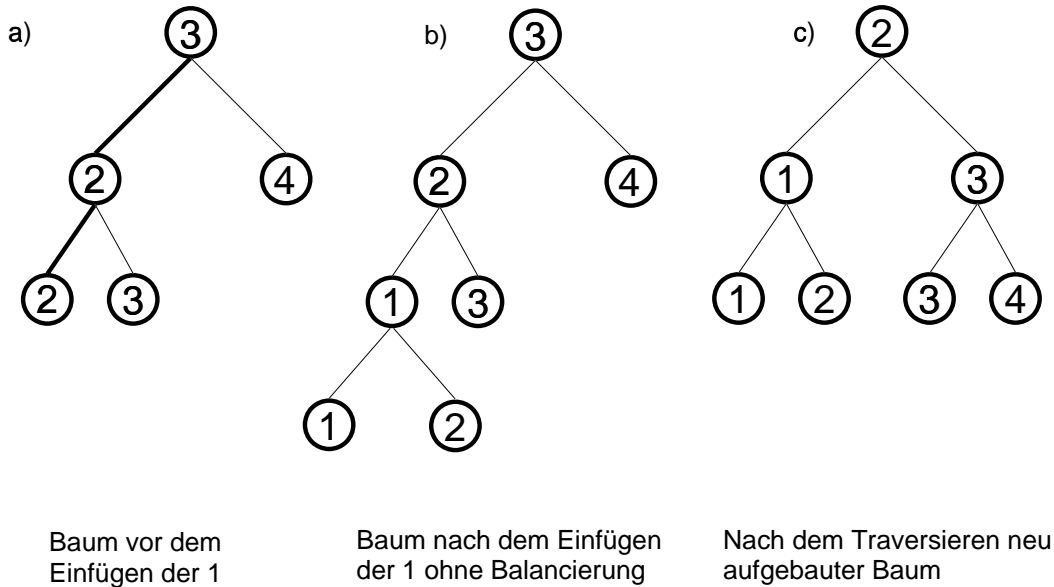 a)
3
2
4
2
3
b)
3
2
4
1
3
1
2
c)
2
1
3
1
2
3
4
Baum vor dem
Einfügen der 1
Baum nach dem Einfügen
der 1 ohne Balancierung
Nach dem Traversieren neu
aufgebauter Baum